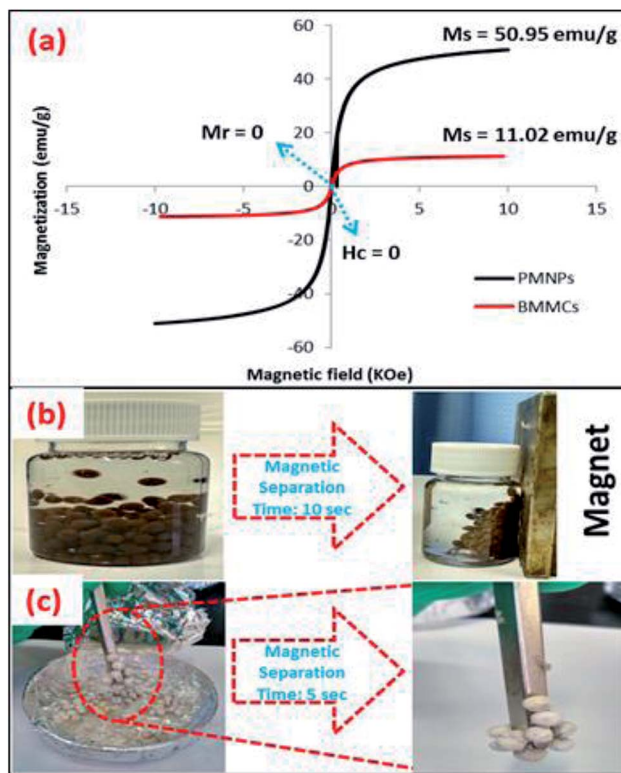 (a)
Ms = 50.95 emu/g
Ms = 11.02 emu/g
Mr = 0
Hc = 0
Magnetization (emu/g)
60
40
20
0
-20
-40
-60
-15
-10
-5
0
5
10
15
PMNPs
BMMCs
Magnetic field (KOe)
(b)
Magnetic
Separation
Time: 10 sec
Magnet
(c)
Magnetic
Separation
Time: 5 sec